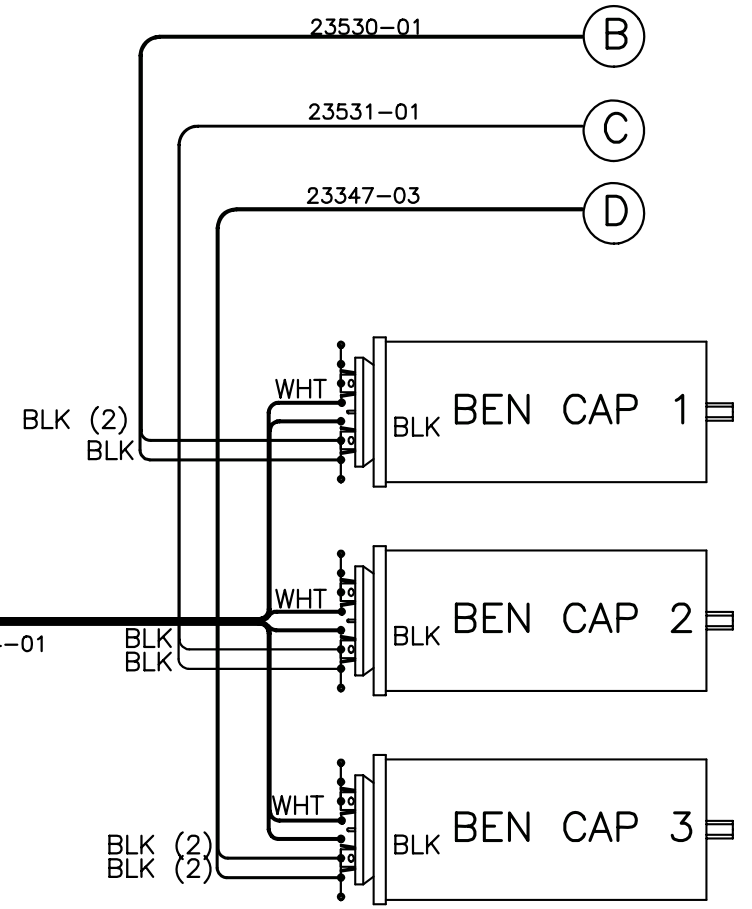 23530-01
B
23531-01
C
23347-03
D
WHT
BLK (2)
BLK
BLK
BEN CAP 1
WHT
-01
BLK
BLK
BLK
BEN CAP 2
WHT
BLK (2)
BLK (2)
BLK
BEN CAP 3